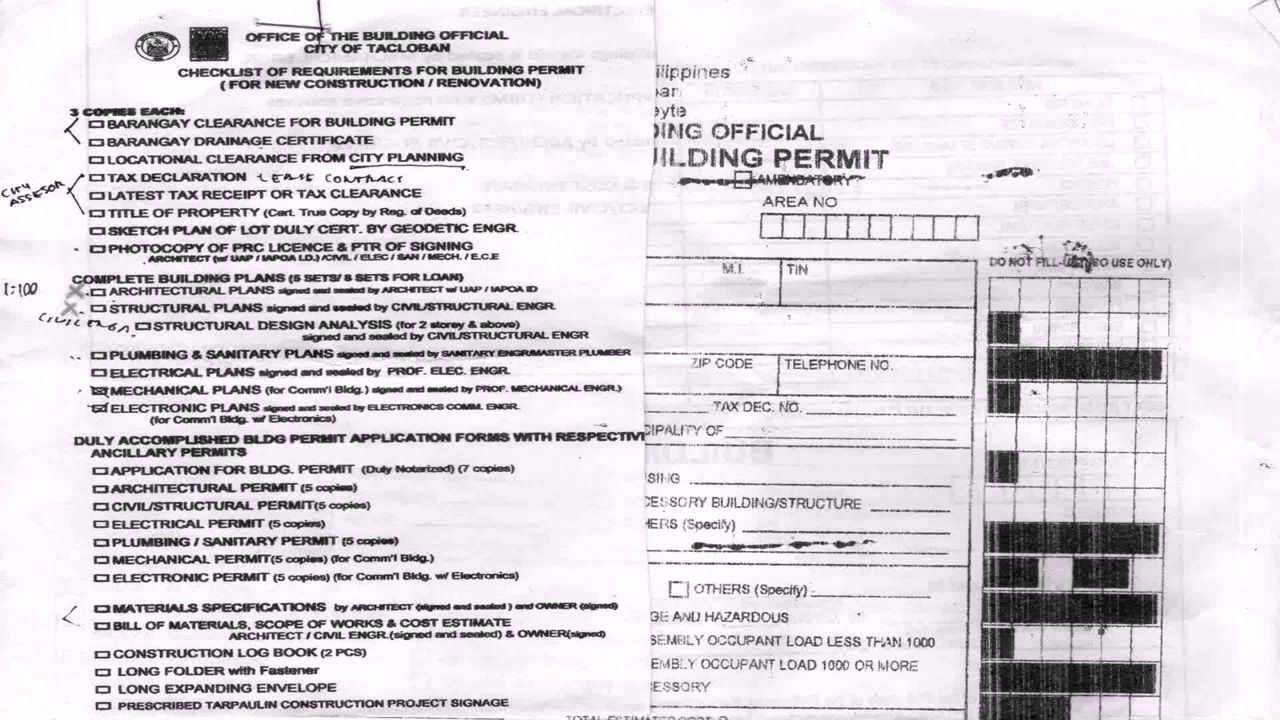 OFFICE OF THE BUILDING OFFICIAL
CITY OF TACLOBAN
CHECKLIST OF REQUIREMENTS FOR BUILDING PERMIT
( FOR NEW CONSTRUCTION / RENOVATION)
3 COPIES EACH:
BARANGAY CLEARANCE FOR BUILDING PERMIT
BARANGAY DRAINAGE CERTIFICATE
LOCATIONAL CLEARANCE FROM CITY PLANNING
TAX DECLARATION LEASE CONTRACT
CITY ASSESOR
LATEST TAX RECEIPT OR TAX CLEARANCE
TITLE OF PROPERTY (Cert. True Copy by Reg. of Deeds)
SKETCH PLAN OF LOT DULY CERT. BY GEODETIC ENGR.
PHOTOCOPY OF PRC LICENCE & PTR OF SIGNING
ARCHITECT (w/ UAP / IAPOA I.D.) /CIVIL / ELEC / SAN / MECH. / E.C.E
COMPLETE BUILDING PLANS (5 SETS/ 8 SETS FOR LOAN)
1:100
ARCHITECTURAL PLANS signed and sealed by ARCHITECT w/ UAP / IAPOA ID
STRUCTURAL PLANS signed and sealed by CIVIL/STRUCTURAL ENGR.
STRUCTURAL DESIGN ANALYSIS (for 2 storey & above)
signed and sealed by CIVIL/STRUCTURAL ENGR
PLUMBING & SANITARY PLANS signed and sealed by SANITARY ENGR/MASTER PLUMBER
ELECTRICAL PLANS signed and sealed by PROF. ELEC. ENGR.
MECHANICAL PLANS (for Comm'l Bldg.) signed and sealed by PROF. MECHANICAL ENGR.)
ELECTRONIC PLANS signed and sealed by ELECTRONICS COMM. ENGR.
(for Comm'l Bldg. w/ Electronics)
DULY ACCOMPLISHED BLDG PERMIT APPLICATION FORMS WITH RESPECTIV
ANCILLARY PERMITS
APPLICATION FOR BLDG. PERMIT (Duly Notarized) (7 copies)
ARCHITECTURAL PERMIT (5 copies)
CIVIL/STRUCTURAL PERMIT(5 copies)
ELECTRICAL PERMIT (5 copies)
PLUMBING / SANITARY PERMIT (5 copies)
MECHANICAL PERMIT(5 copies) (for Comm'l Bldg.)
ELECTRONIC PERMIT (5 copies) (for Comm'l Bldg. w/ Electronics)
MATERIALS SPECIFICATIONS by ARCHITECT (signed and sealed ) and OWNER (signed)
BILL OF MATERIALS, SCOPE OF WORKS & COST ESTIMATE
ARCHITECT / CIVIL ENGR.(signed and sealed) & OWNER(signed)
CONSTRUCTION LOG BOOK (2 PCS)
LONG FOLDER with Fastener
LONG EXPANDING ENVELOPE
PRESCRIBED TARPAULIN CONSTRUCTION PROJECT SIGNAGE
ilippines
eyte
ING OFFICIAL
UILDING PERMIT
AMENDATORY
AREA NO
DO NOT FILL-UP
SO USE ONLY)
M.I. TIN
ZIP CODE TELEPHONE NO.
TAX DEC. NO.
CIPALITY OF
SING
CESSORY BUILDING/STRUCTURE
HERS (Specify)
OTHERS (Specify)
GE AND HAZARDOUS
SEMBLY OCCUPANT LOAD LESS THAN 1000
EMBLY OCCUPANT LOAD 1000 OR MORE
ESSORY